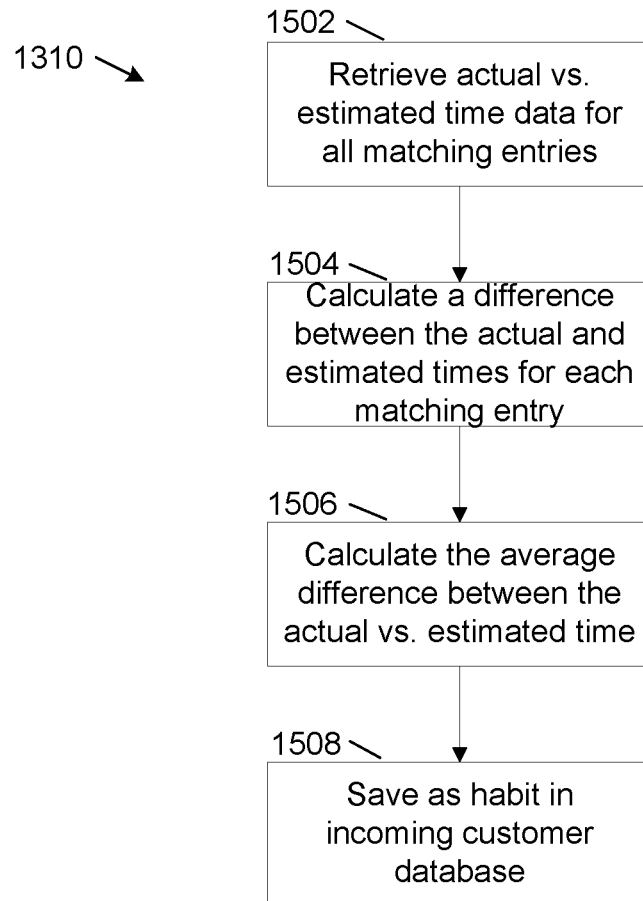 1310
1502
Retrieve actual vs.
estimated time data for
all matching entries
1504
Calculate a difference
between the actual and
estimated times for each
matching entry
1506
Calculate the average
difference between the
actual vs. estimated time
1508
Save as habit in
incoming customer
database